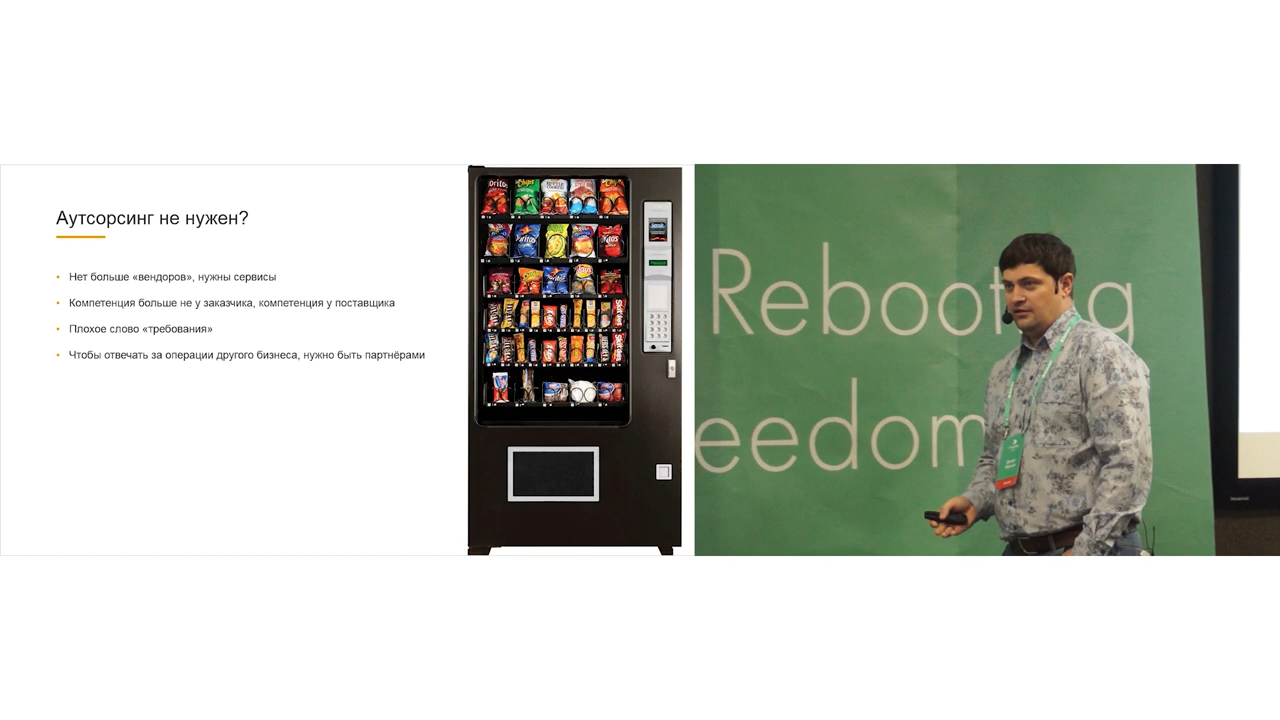 Аутсорсинг не нужен?
• Нет больше «вендоров», нужны сервисы
• Компетенция больше не у заказчика, компетенция у поставщика
• Плохое слово «требования»
• Чтобы отвечать за операции другого бизнеса, нужно быть партнёрами
Rebooting
eedom